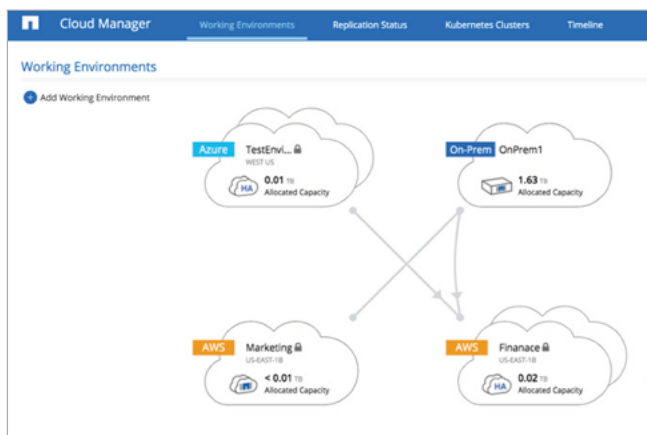 Cloud Manager
Working Environments
Replication Status
Kubernetes Clusters
Timeline
Working Environments
+ Add Working Environment
Azure TestEnvi...
WEST US
HA 0.01 TB
Allocated Capacity
On-Prem OnPrem1
1.63 TB
Allocated Capacity
AWS Marketing
US-EAST-1B
< 0.01 TB
Allocated Capacity
AWS Finanace
US-EAST-1B
HA 0.02 TB
Allocated Capacity